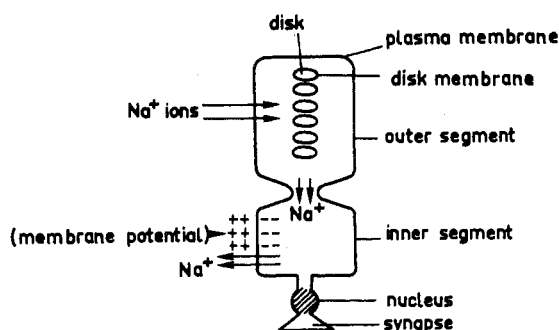 disk
plasma membrane
disk membrane
Na+ ions
outer segment
Na+
++ - - -
(membrane potential) ++ - - -
++ - - -
inner segment
Na+
nucleus
synapse